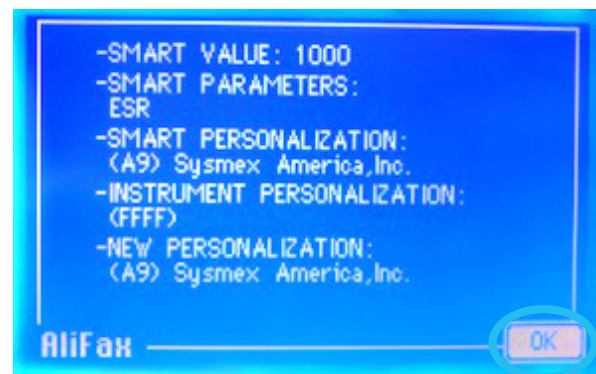 -SMART VALUE: 1000
-SMART PARAMETERS:
ESR
-SMART PERSONALIZATION:
(A9) Sysmex America,Inc.
-INSTRUMENT PERSONALIZATION:
(FFFF)
-NEW PERSONALIZATION:
(A9) Sysmex America,Inc.
AliFax
OK